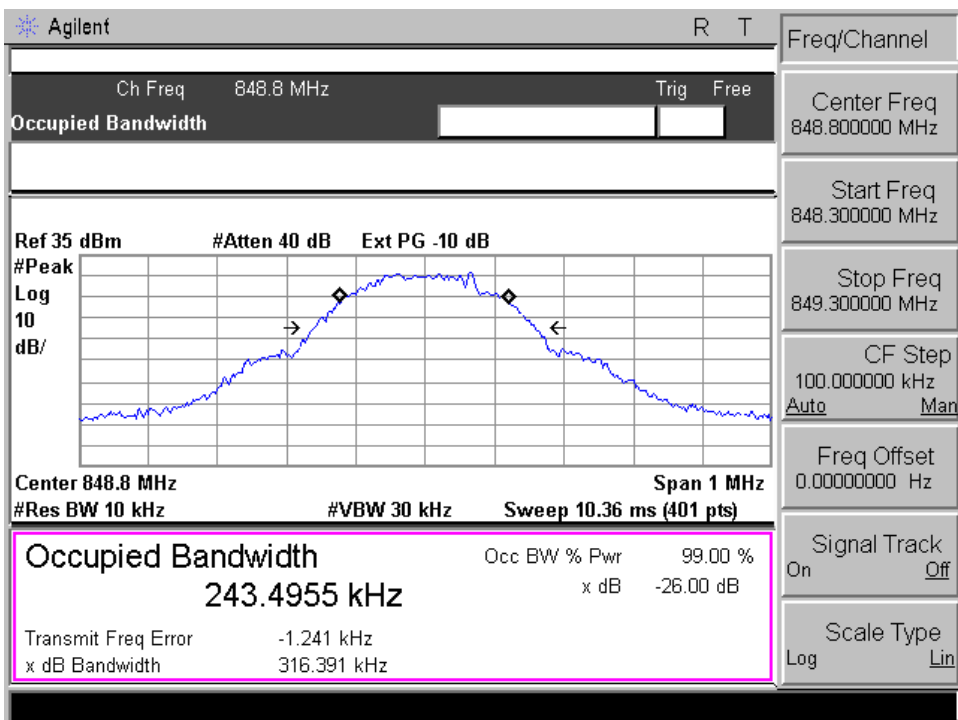 Agilent
R T
Ch Freq 848.8 MHz
Trig Free
Occupied Bandwidth
Ref 35 dBm #Atten 40 dB Ext PG -10 dB
#Peak
Log
10
dB/
Center 848.8 MHz Span 1 MHz
#Res BW 10 kHz #VBW 30 kHz Sweep 10.36 ms (401 pts)
Occupied Bandwidth
243.4955 kHz
Occ BW % Pwr 99.00 %
x dB -26.00 dB
Transmit Freq Error -1.241 kHz
x dB Bandwidth 316.391 kHz
Freq/Channel
Center Freq
848.800000 MHz
Start Freq
848.300000 MHz
Stop Freq
849.300000 MHz
CF Step
100.000000 kHz
Auto Man
Freq Offset
0.00000000 Hz
Signal Track
On Off
Scale Type
Log Lin